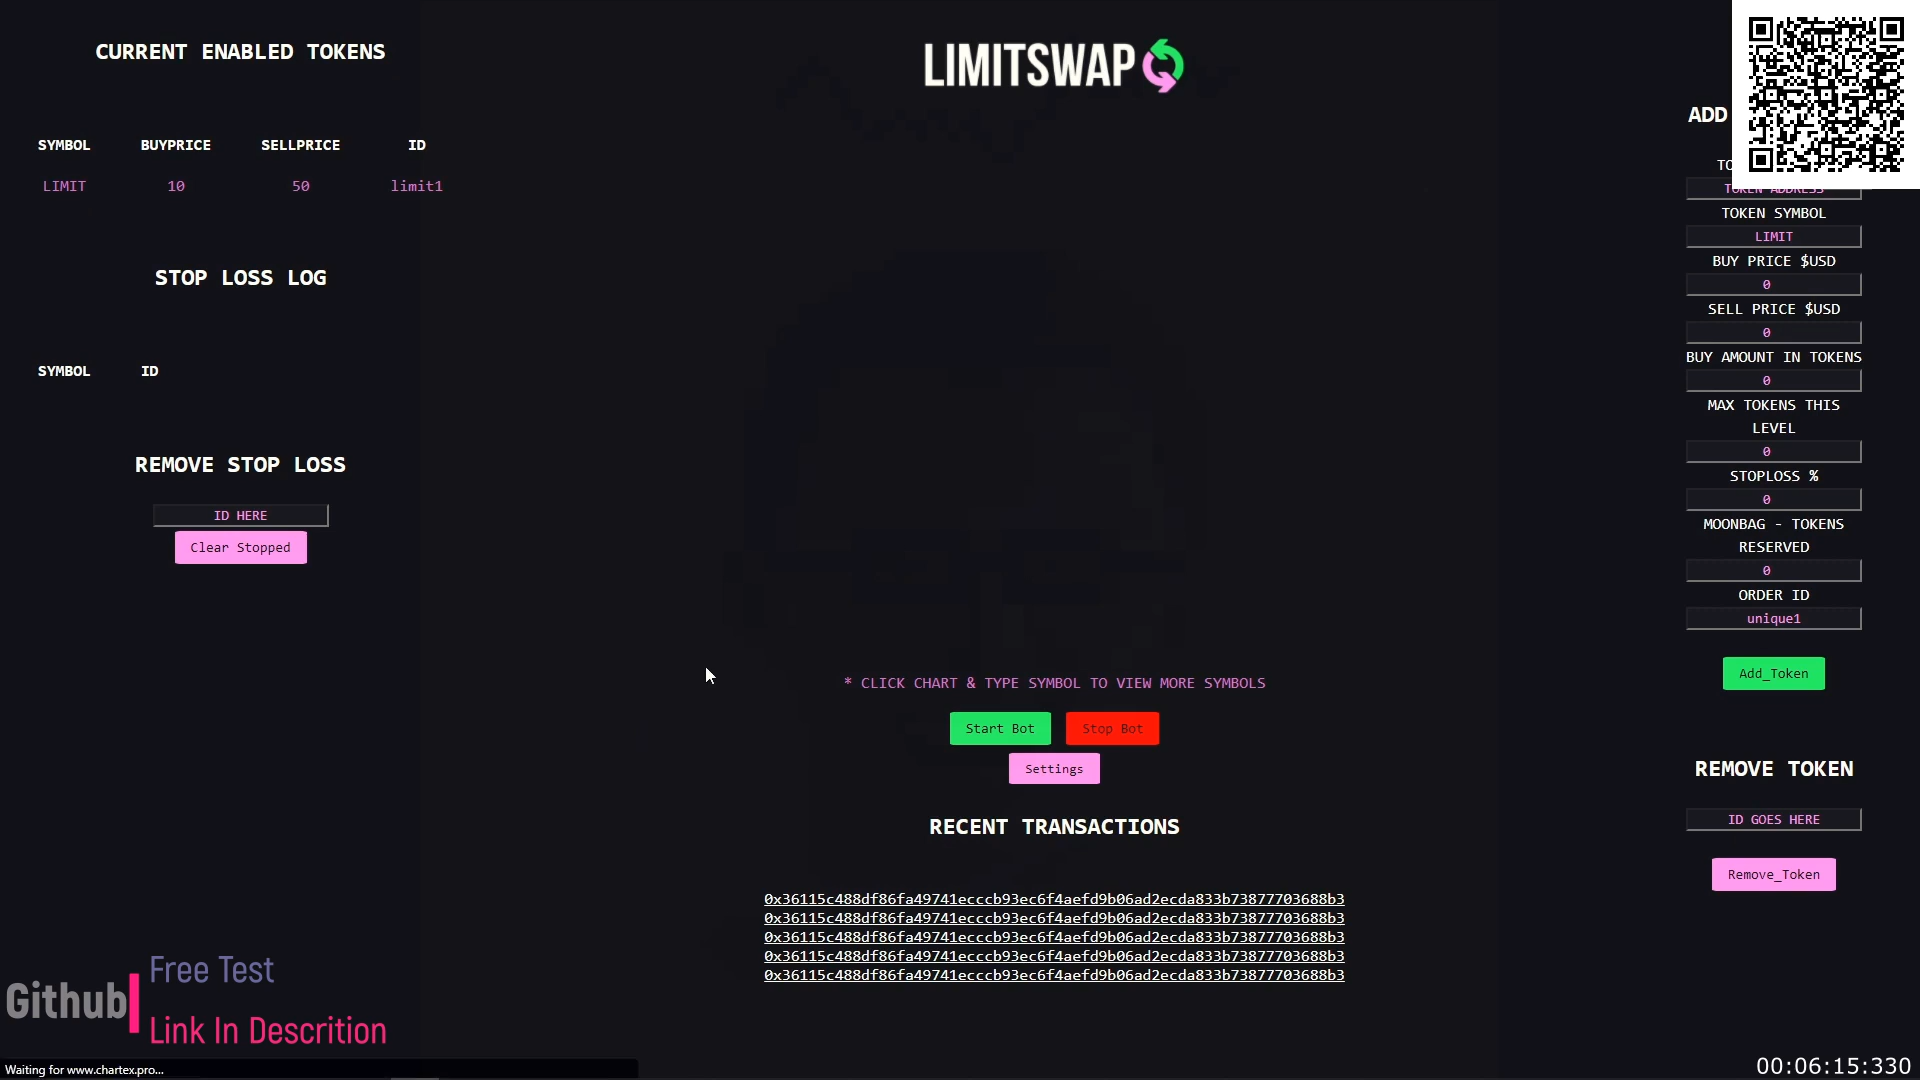 CURRENT ENABLED TOKENS
SYMBOL BUYPRICE SELLPRICE ID
LIMIT 10 50 limit1
STOP LOSS LOG
SYMBOL ID
REMOVE STOP LOSS
ID HERE
Clear Stopped
LIMITSWAP
* CLICK CHART & TYPE SYMBOL TO VIEW MORE SYMBOLS
Start Bot Stop Bot
Settings
RECENT TRANSACTIONS
0x36115c488df86fa49741ecccb93ec6f4aefd9b06ad2ecda833b73877703688b3
0x36115c488df86fa49741ecccb93ec6f4aefd9b06ad2ecda833b73877703688b3
0x36115c488df86fa49741ecccb93ec6f4aefd9b06ad2ecda833b73877703688b3
0x36115c488df86fa49741ecccb93ec6f4aefd9b06ad2ecda833b73877703688b3
0x36115c488df86fa49741ecccb93ec6f4aefd9b06ad2ecda833b73877703688b3
ADD
TOKEN ADDRESS
TOKEN SYMBOL
LIMIT
BUY PRICE $USD
0
SELL PRICE $USD
0
BUY AMOUNT IN TOKENS
0
MAX TOKENS THIS
LEVEL
0
STOPLOSS %
0
MOONBAG - TOKENS
RESERVED
0
ORDER ID
unique1
Add_Token
REMOVE TOKEN
ID GOES HERE
Remove_Token
Github
Free Test
Link In Descrition
Waiting for www.chartex.pro...
00:06:15:330